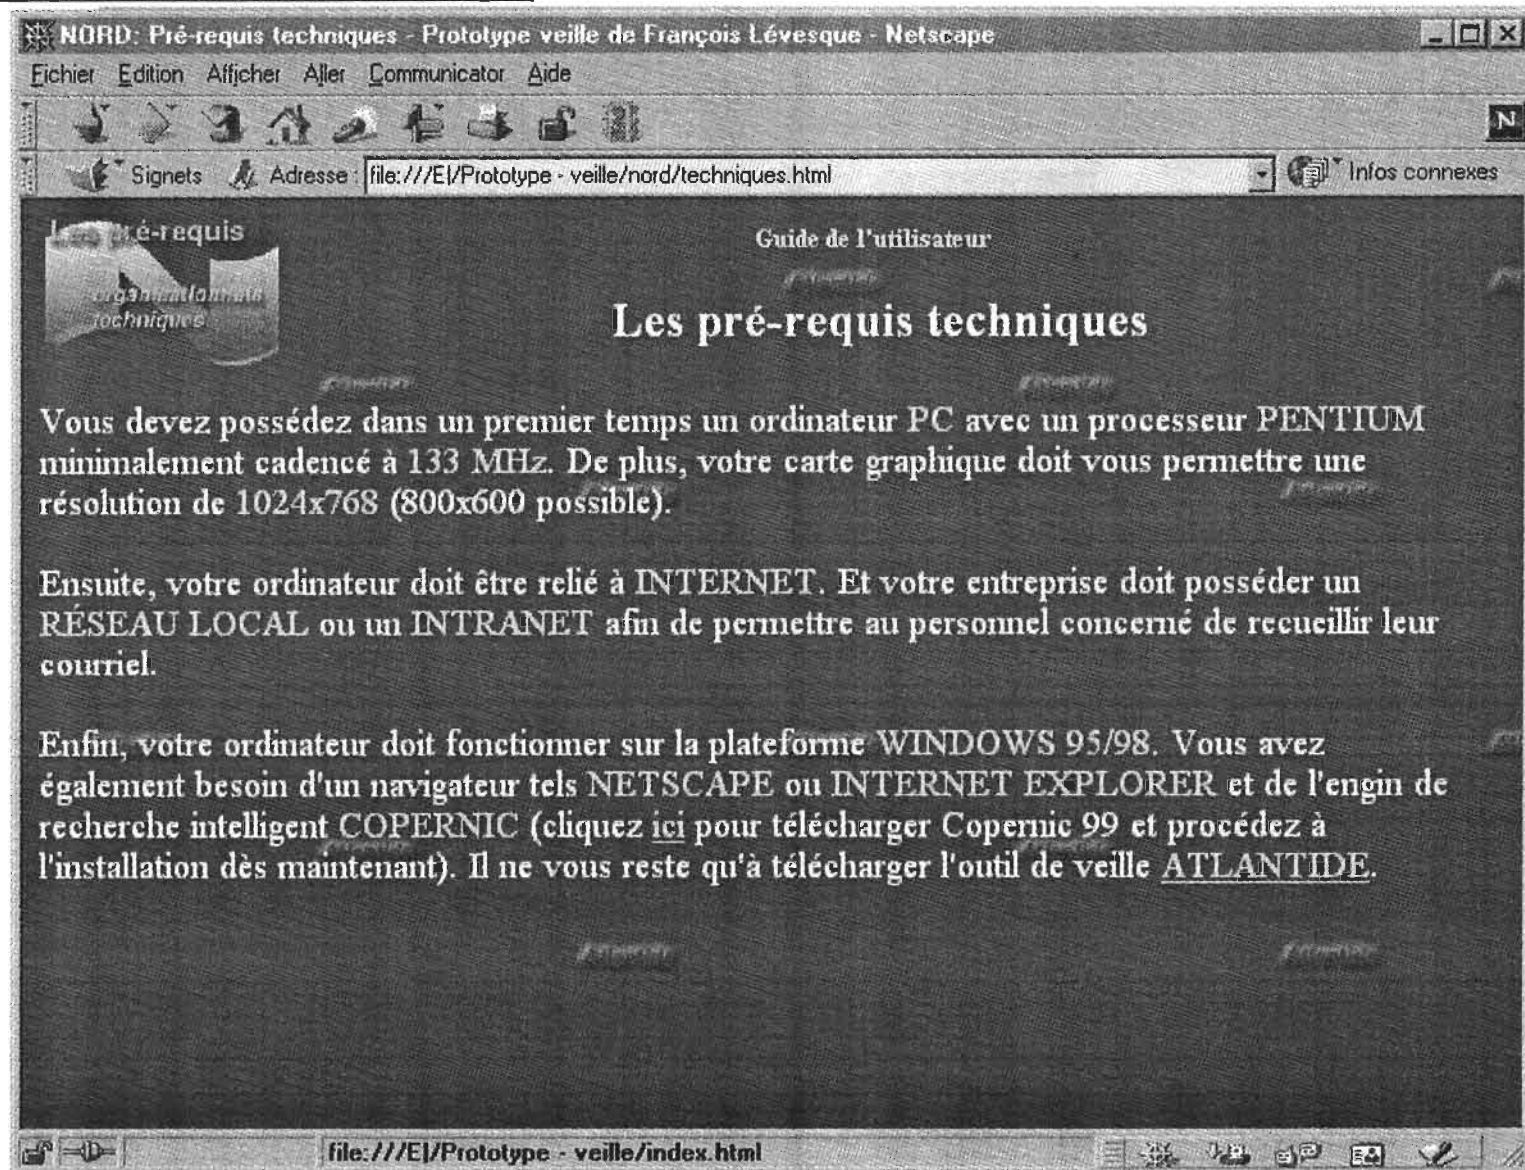 NORD: Pré-requis techniques - Prototype veille de François Lévesque - Netscape
Fichier Edition Afficher Aller Communicator Aide
N
Signets Adresse : file:///E|/Prototype - veille/nord/techniques.html Infos connexes
Les pré-requis
organisationnels
techniques
Guide de l'utilisateur
Les pré-requis techniques
Vous devez possédez dans un premier temps un ordinateur PC avec un processeur PENTIUM
minimalement cadencé à 133 MHz. De plus, votre carte graphique doit vous permettre une
résolution de 1024x768 (800x600 possible).
Ensuite, votre ordinateur doit être relié à INTERNET. Et votre entreprise doit posséder un
RÉSEAU LOCAL ou un INTRANET afin de permettre au personnel concerné de recueillir leur
courriel.
Enfin, votre ordinateur doit fonctionner sur la plateforme WINDOWS 95/98. Vous avez
également besoin d'un navigateur tels NETSCAPE ou INTERNET EXPLORER et de l'engin de
recherche intelligent COPERNIC (cliquez ici pour télécharger Copernic 99 et procédez à
l'installation dès maintenant). Il ne vous reste qu'à télécharger l'outil de veille ATLANTIDE.
file:///E|/Prototype - veille/index.html